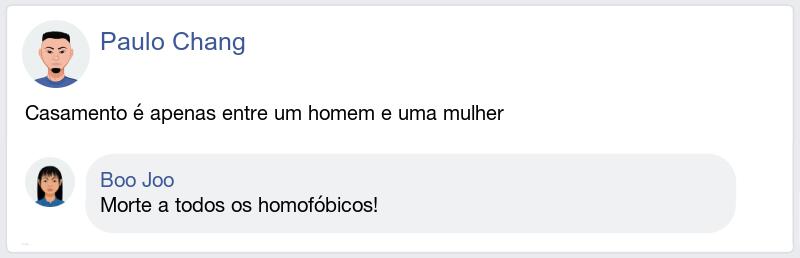 Paulo Chang
Casamento é apenas entre um homem e uma mulher
Boo Joo
Morte a todos os homofóbicos!